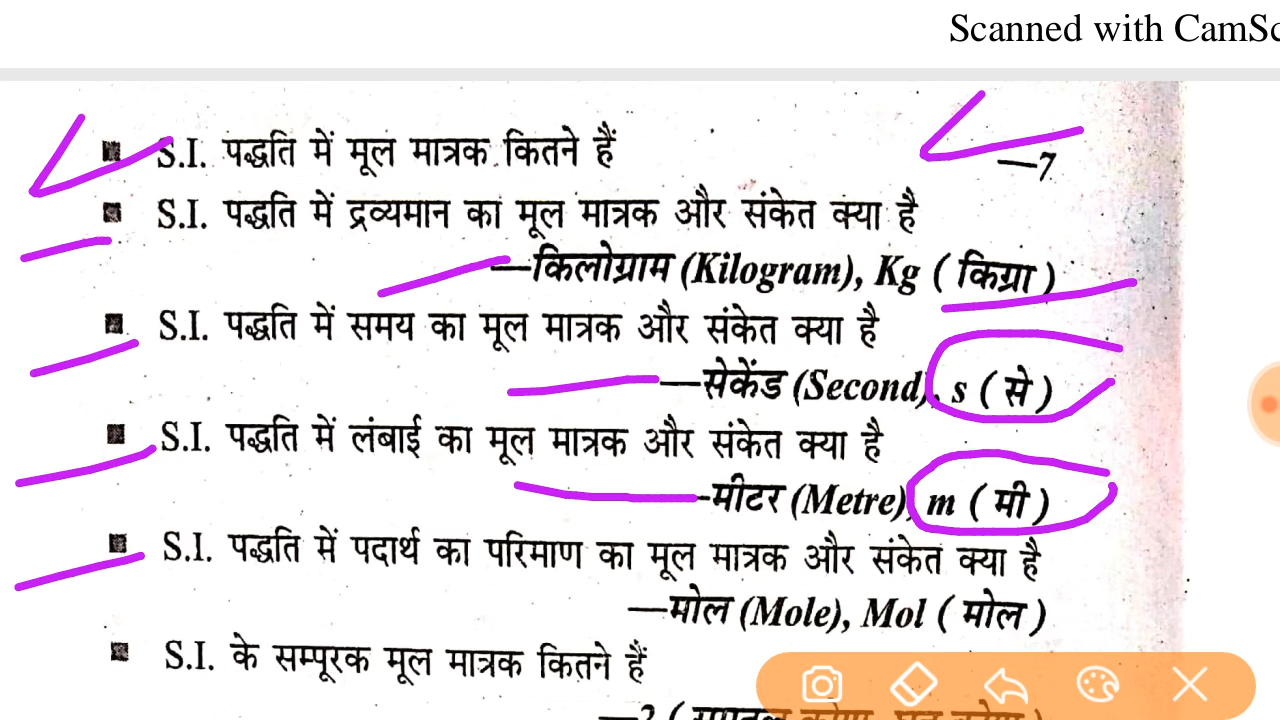 Scanned with CamSc
S.I. पद्धति में मूल मात्रक कितने हैं —7
S.I. पद्धति में द्रव्यमान का मूल मात्रक और संकेत क्या है
—किलोग्राम (Kilogram), Kg ( किग्रा )
S.I. पद्धति में समय का मूल मात्रक और संकेत क्या है
—सेकेंड (Second), s ( से )
S.I. पद्धति में लंबाई का मूल मात्रक और संकेत क्या है
-मीटर (Metre), m ( मी )
S.I. पद्धति में पदार्थ का परिमाण का मूल मात्रक और संकेत क्या है
—मोल (Mole), Mol ( मोल )
S.I. के सम्पूरक मूल मात्रक कितने हैं
—2 (